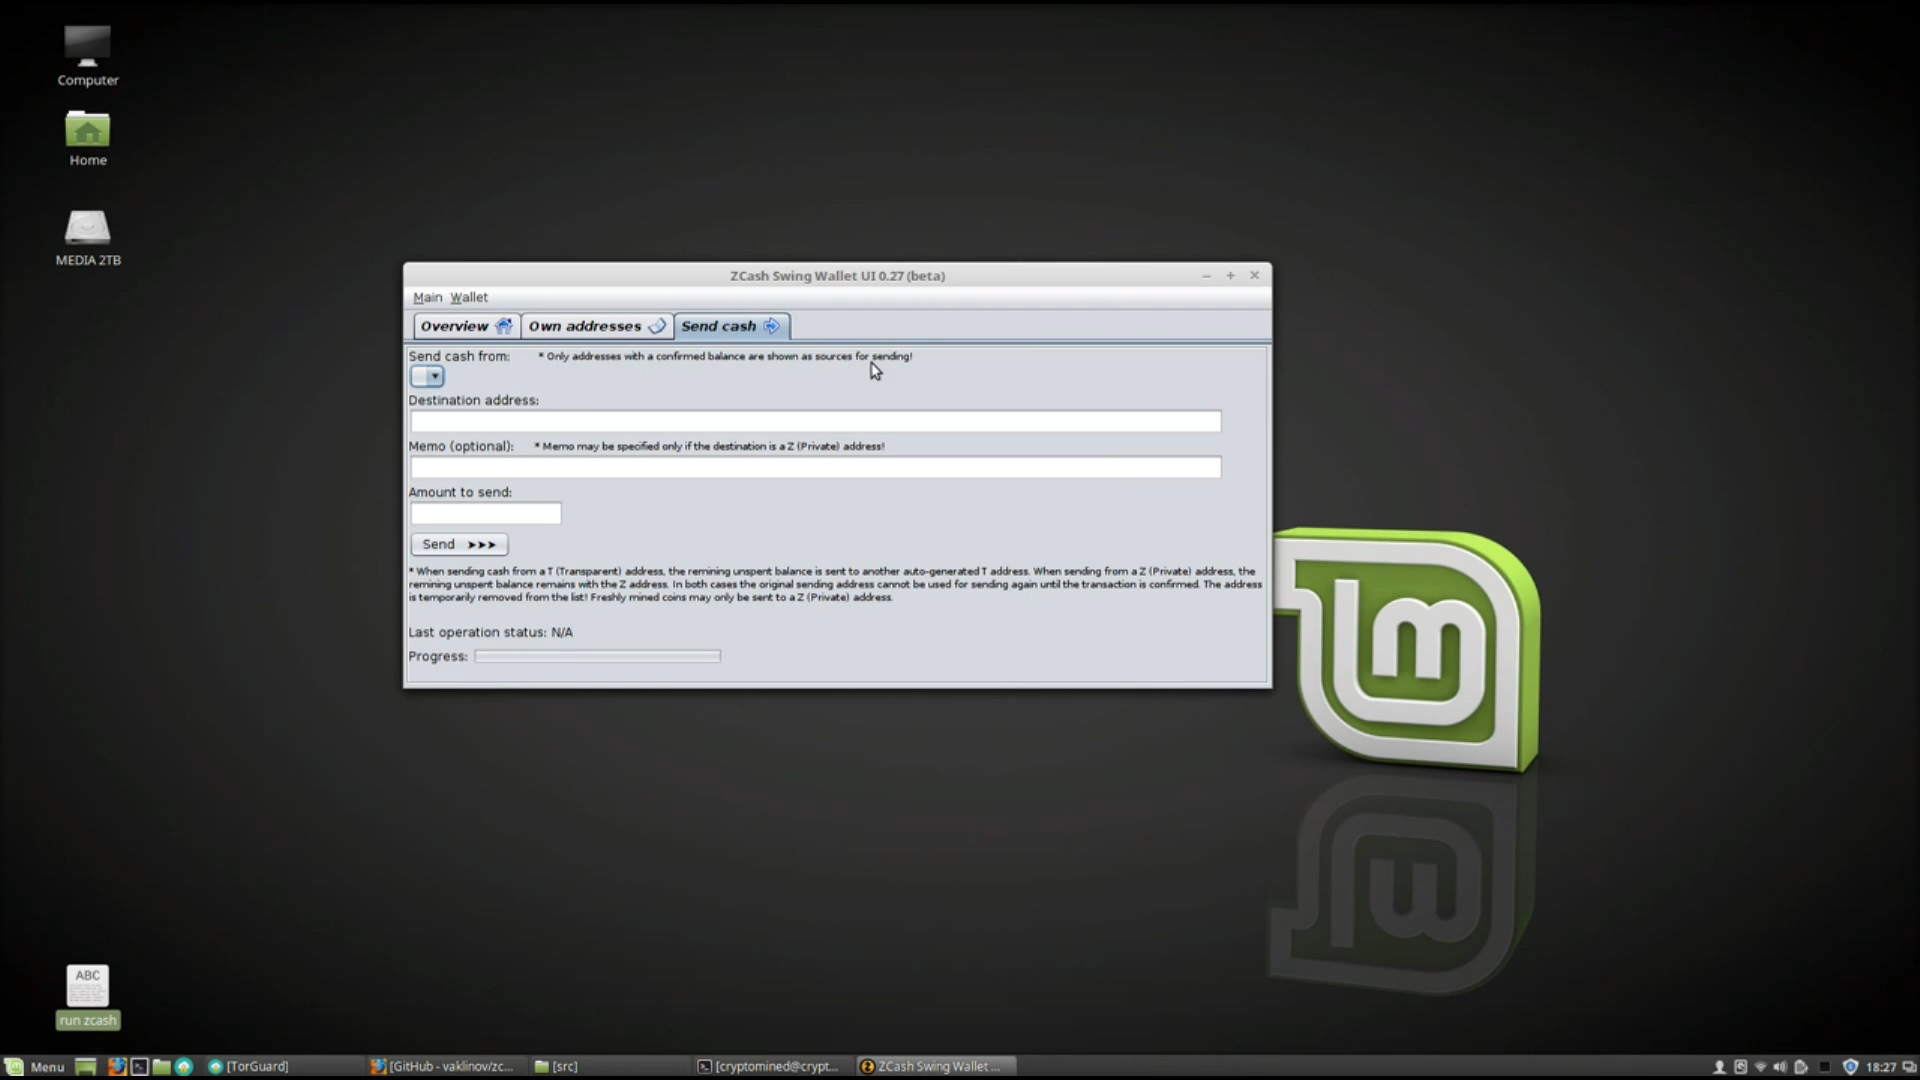 Computer
Home
MEDIA 2TB
ZCash Swing Wallet UI 0.27 (beta)
Main Wallet
Overview
Own addresses
Send cash
Send cash from: * Only addresses with a confirmed balance are shown as sources for sending!
Destination address:
Memo (optional): * Memo may be specified only if the destination is a Z (Private) address!
Amount to send:
Send
* When sending cash from a T (Transparent) address, the remining unspent balance is sent to another auto-generated T address. When sending from a Z (Private) address, the
remining unspent balance remains with the Z address. In both cases the original sending address cannot be used for sending again until the transaction is confirmed. The address
is temporarily removed from the list! Freshly mined coins may only be sent to a Z (Private) address.
Last operation status: N/A
Progress:
ABC
run zcash
Menu
[TorGuard]
[GitHub - vaklinov/zc...
[src]
[cryptomined@crypt...
ZCash Swing Wallet ...
18:27